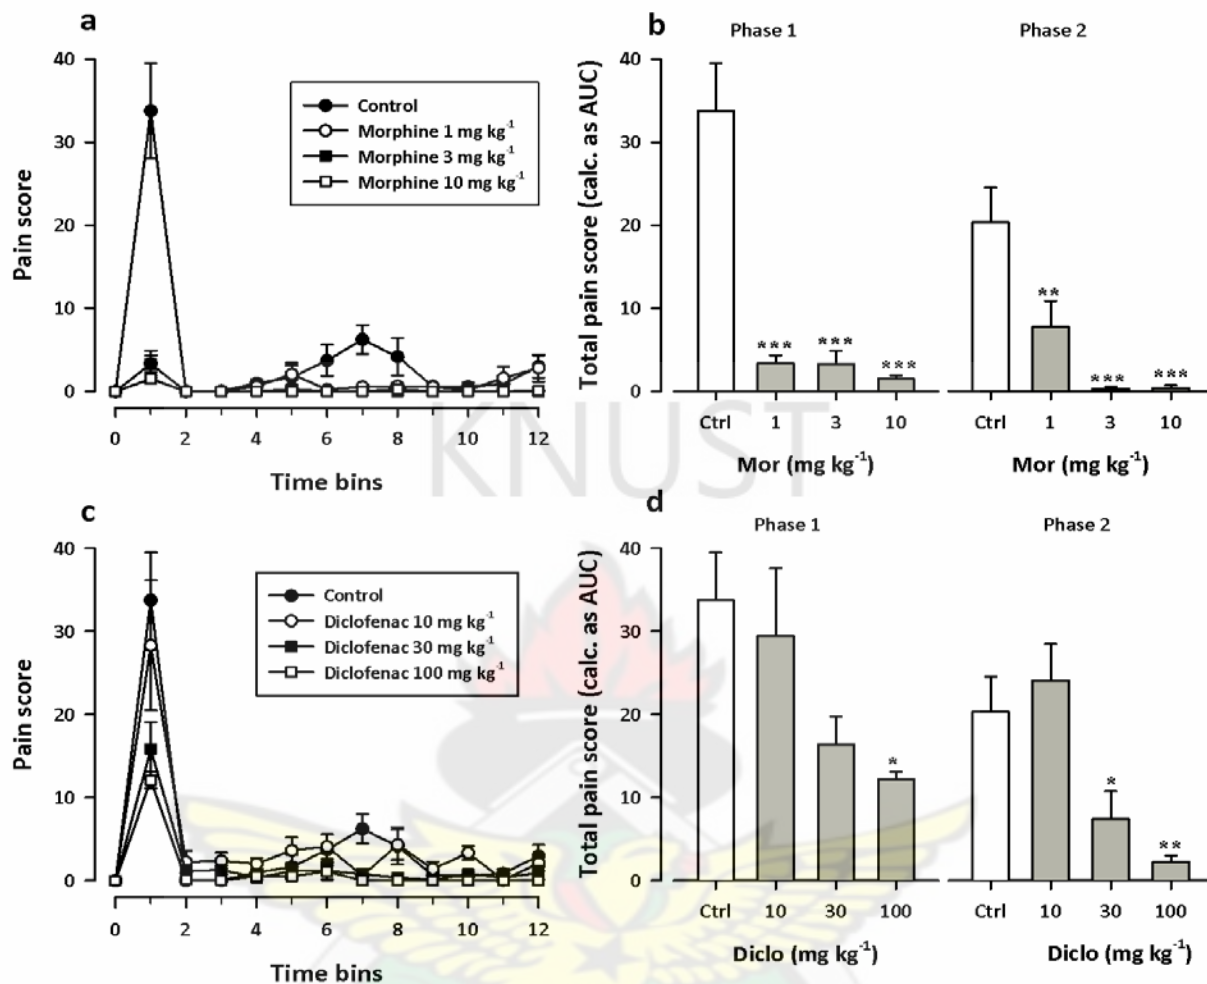 a
40
30
20
10
0
Pain score
Control
Morphine 1 mg kg⁻¹
Morphine 3 mg kg⁻¹
Morphine 10 mg kg⁻¹
0 2 4 6 8 10 12
Time bins
b
Phase 1 Phase 2
Total pain score (calc. as AUC)
40
30
20
10
0
*** *** ***
** *** ***
Ctrl 1 3 10 Ctrl 1 3 10
Mor (mg kg⁻¹) Mor (mg kg⁻¹)
KNUST
c
40
30
20
10
0
Pain score
Control
Diclofenac 10 mg kg⁻¹
Diclofenac 30 mg kg⁻¹
Diclofenac 100 mg kg⁻¹
0 2 4 6 8 10 12
Time bins
d
Phase 1 Phase 2
Total pain score (calc. as AUC)
40
30
20
10
0
*
* **
Ctrl 10 30 100 Ctrl 10 30 100
Diclo (mg kg⁻¹) Diclo (mg kg⁻¹)